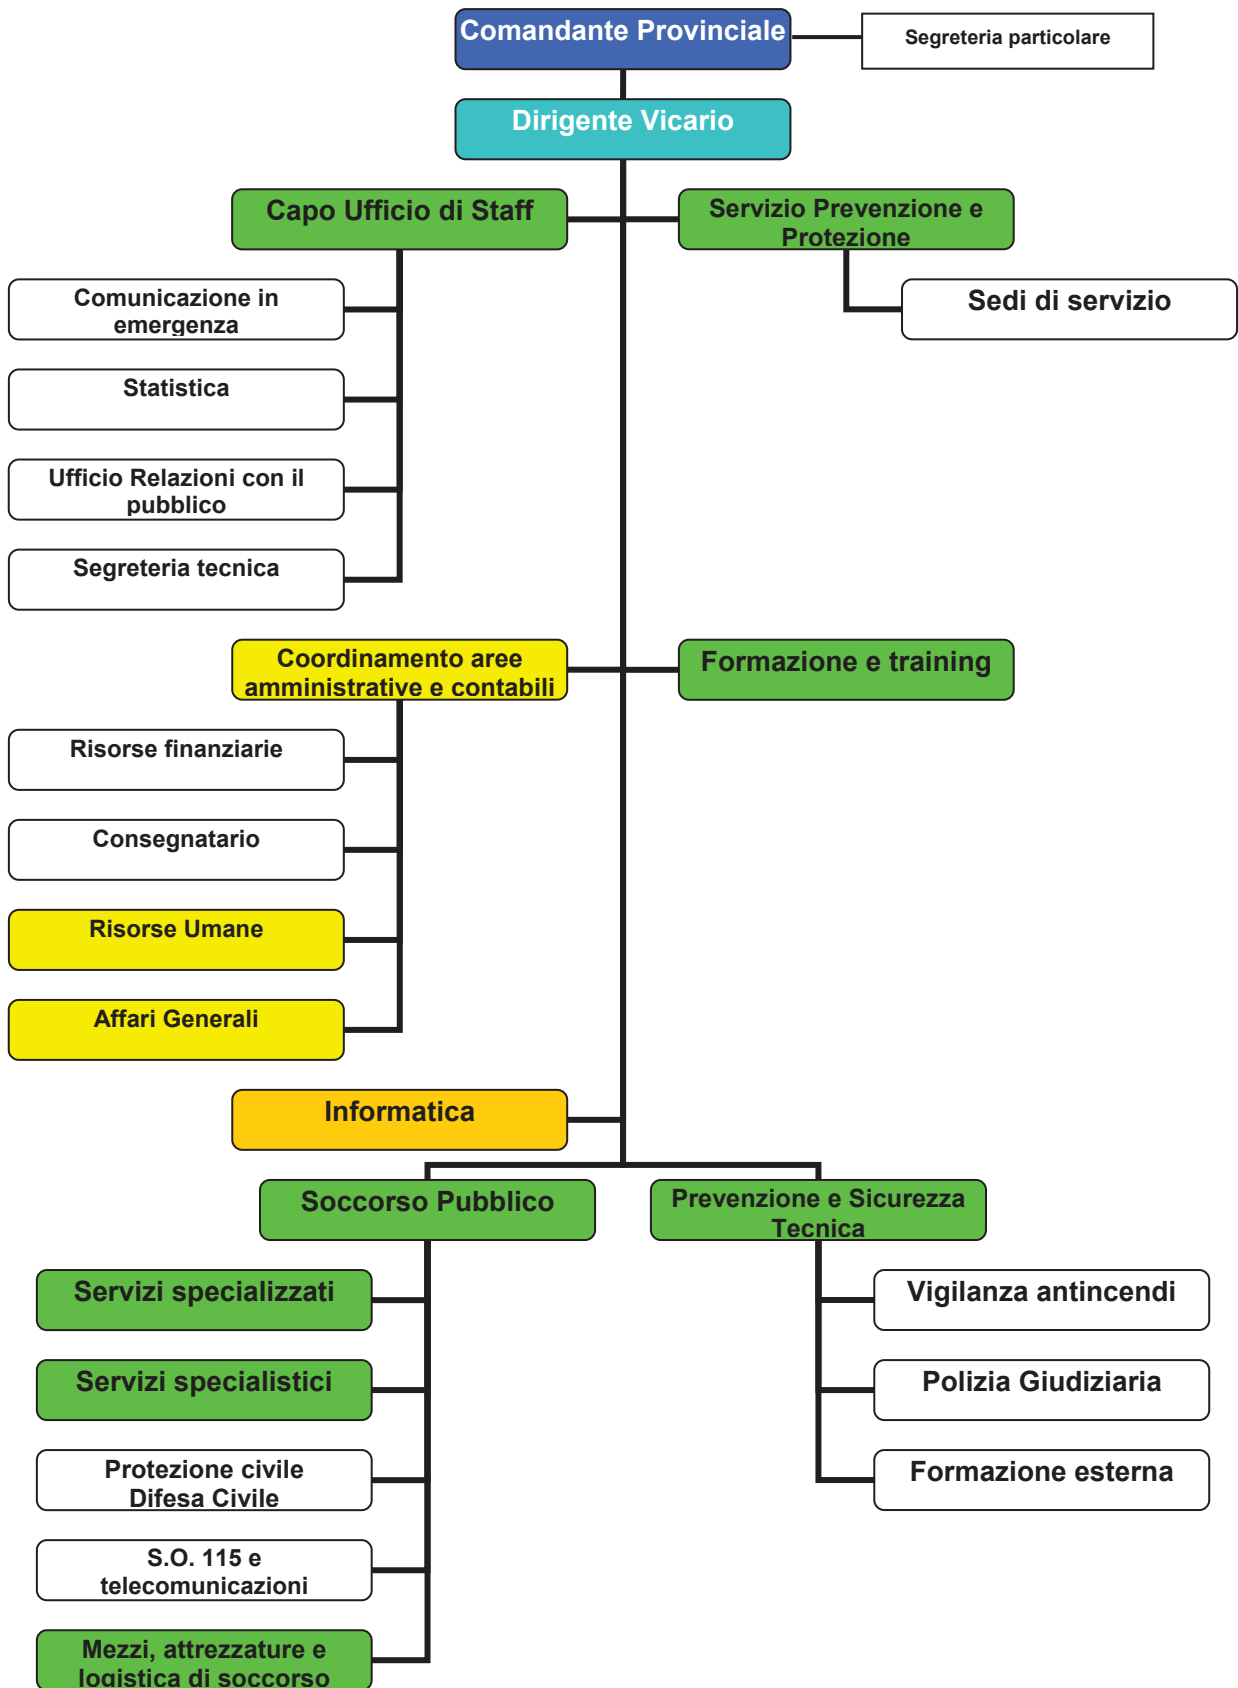 Comandante Provinciale
Segreteria particolare
Dirigente Vicario
Capo Ufficio di Staff
Servizio Prevenzione e
Protezione
Comunicazione in
emergenza
Sedi di servizio
Statistica
Ufficio Relazioni con il
pubblico
Segreteria tecnica
Coordinamento aree
amministrative e contabili
Formazione e training
Risorse finanziarie
Consegnatario
Risorse Umane
Affari Generali
Informatica
Soccorso Pubblico
Prevenzione e Sicurezza
Tecnica
Servizi specializzati
Vigilanza antincendi
Servizi specialistici
Polizia Giudiziaria
Protezione civile
Difesa Civile
Formazione esterna
S.O. 115 e
telecomunicazioni
Mezzi, attrezzature e
logistica di soccorso